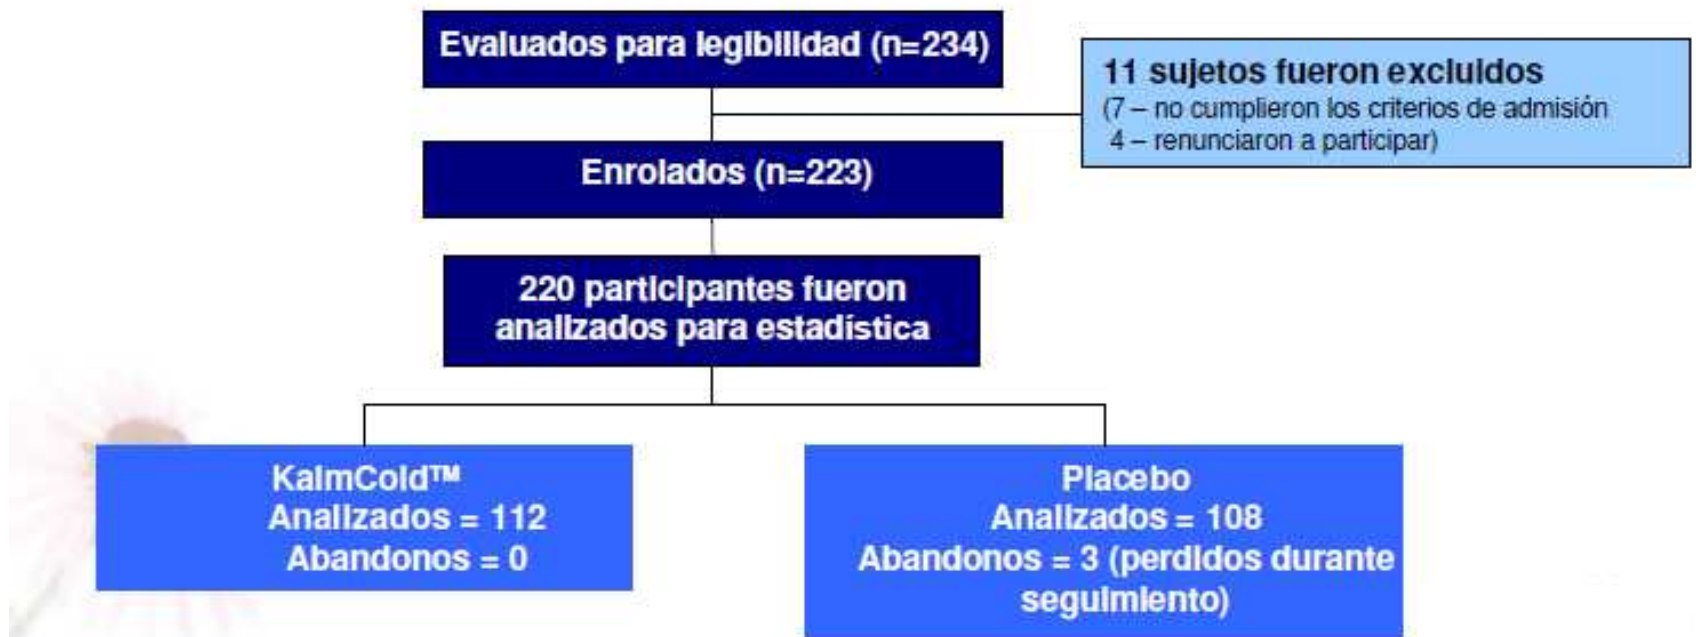 Evaluados para legibilidad (n=234)
11 sujetos fueron excluidos
(7 – no cumplieron los criterios de admisión
4 – renunciaron a participar)
Enrolados (n=223)
220 participantes fueron
analizados para estadística
KalmCold™
Analizados = 112
Abandonos = 0
Placebo
Analizados = 108
Abandonos = 3 (perdidos durante
seguimiento)